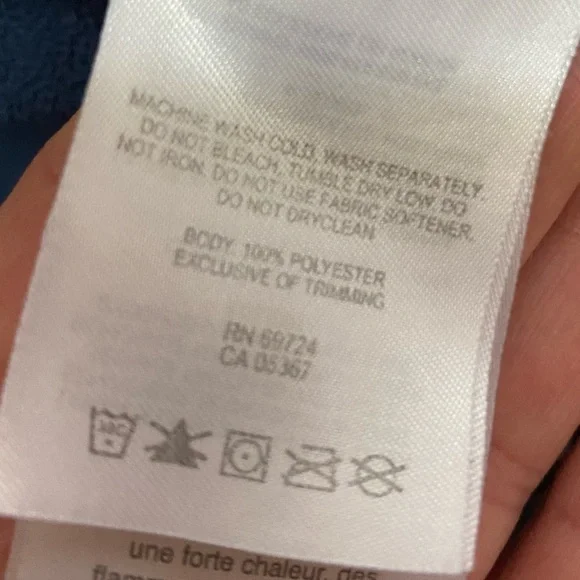 MACHINE WASH COLD, WASH SEPARATELY.
DO NOT BLEACH, TUMBLE DRY LOW. DO
NOT IRON. DO NOT USE FABRIC SOFTENER.
DO NOT DRYCLEAN
BODY: 100% POLYESTER
EXCLUSIVE OF TRIMMING
RN 69724
CA 05367
une forte chaleur, des